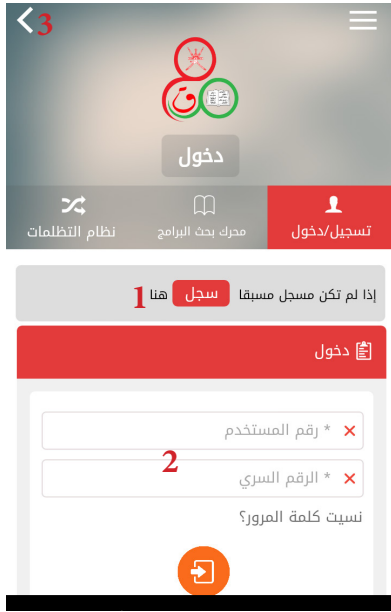 3
ق
دخول
تسجيل/دخول
محرك بحث البرامج
نظام التظلمات
إذا لم تكن مسجل مسبقا سجل هنا 1
دخول
* رقم المستخدم
2
* الرقم السري
نسيت كلمة المرور؟